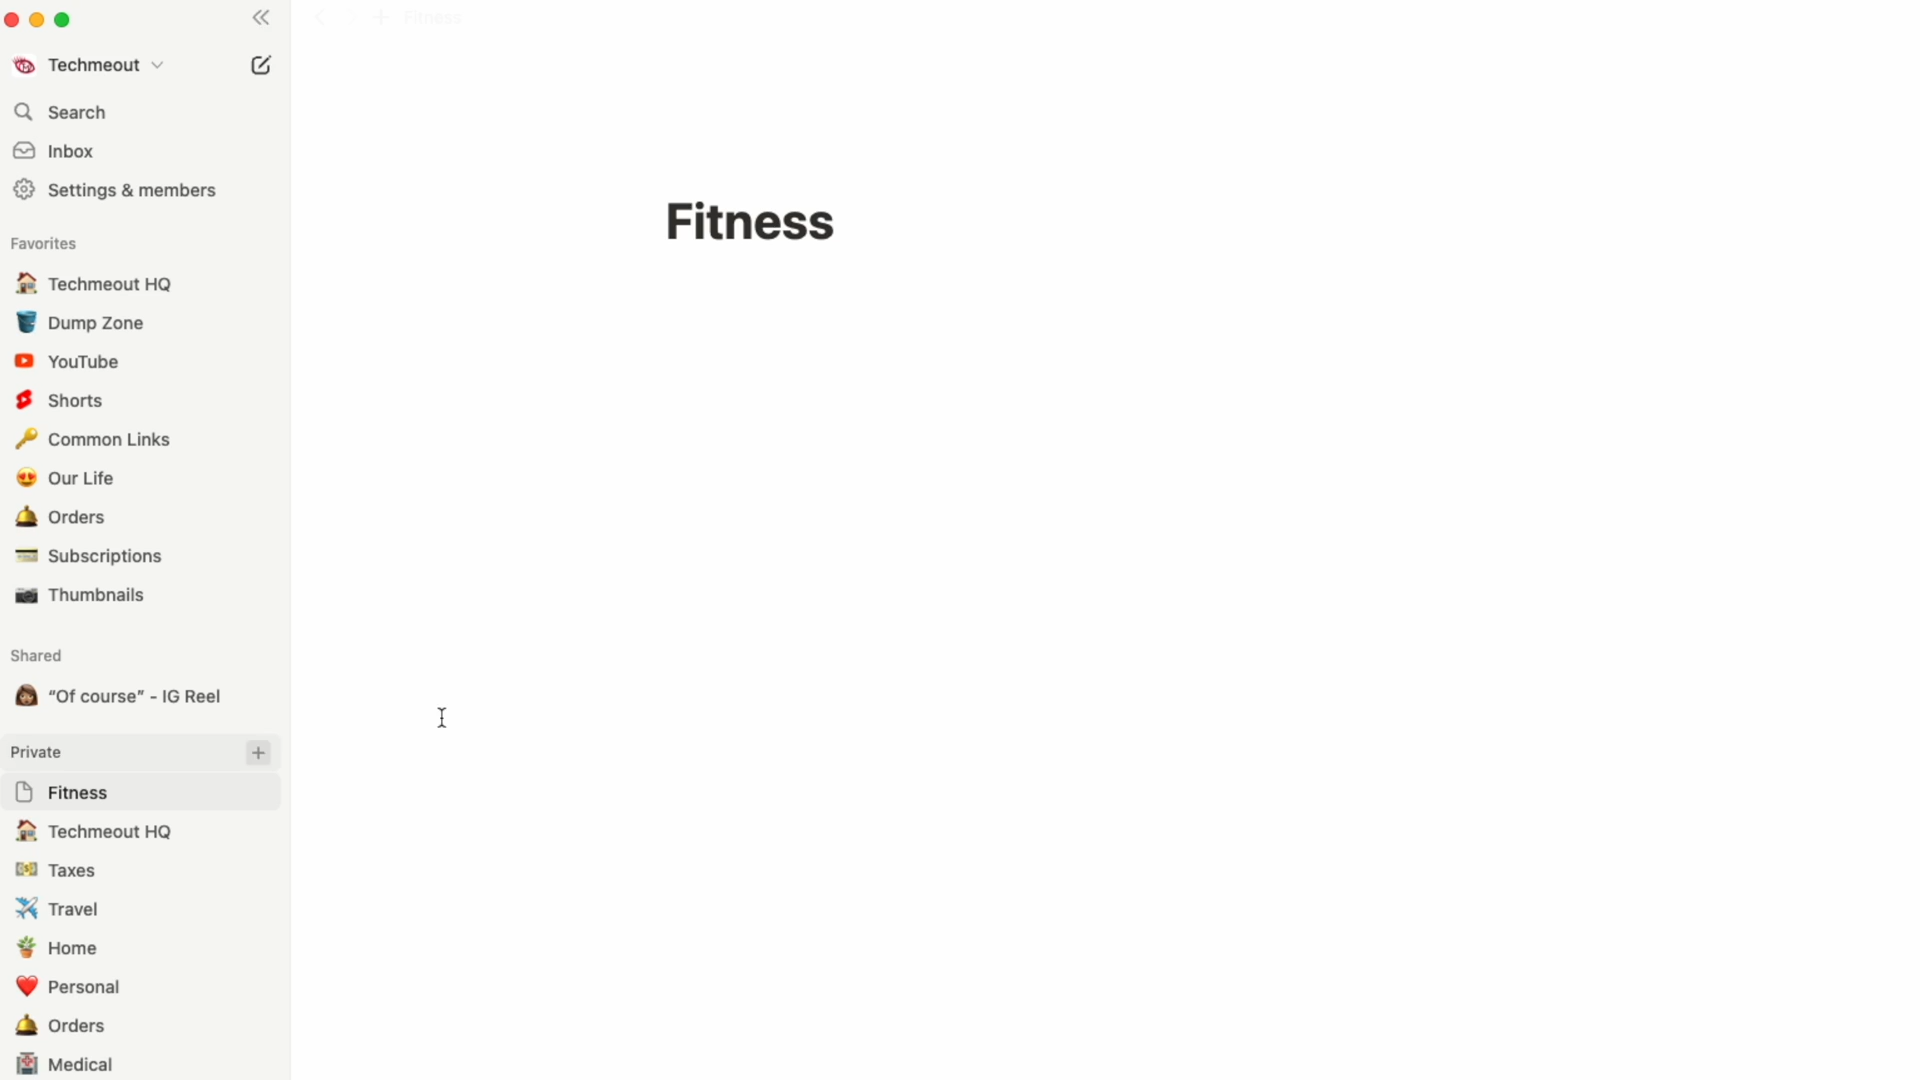 Fitness
Techmeout
Search
Inbox
Settings & members
Favorites
Techmeout HQ
Dump Zone
YouTube
Shorts
Common Links
Our Life
Orders
Subscriptions
Thumbnails
Shared
“Of course” - IG Reel
Private
Fitness
Techmeout HQ
Taxes
Travel
Home
Personal
Orders
Medical
Fitness